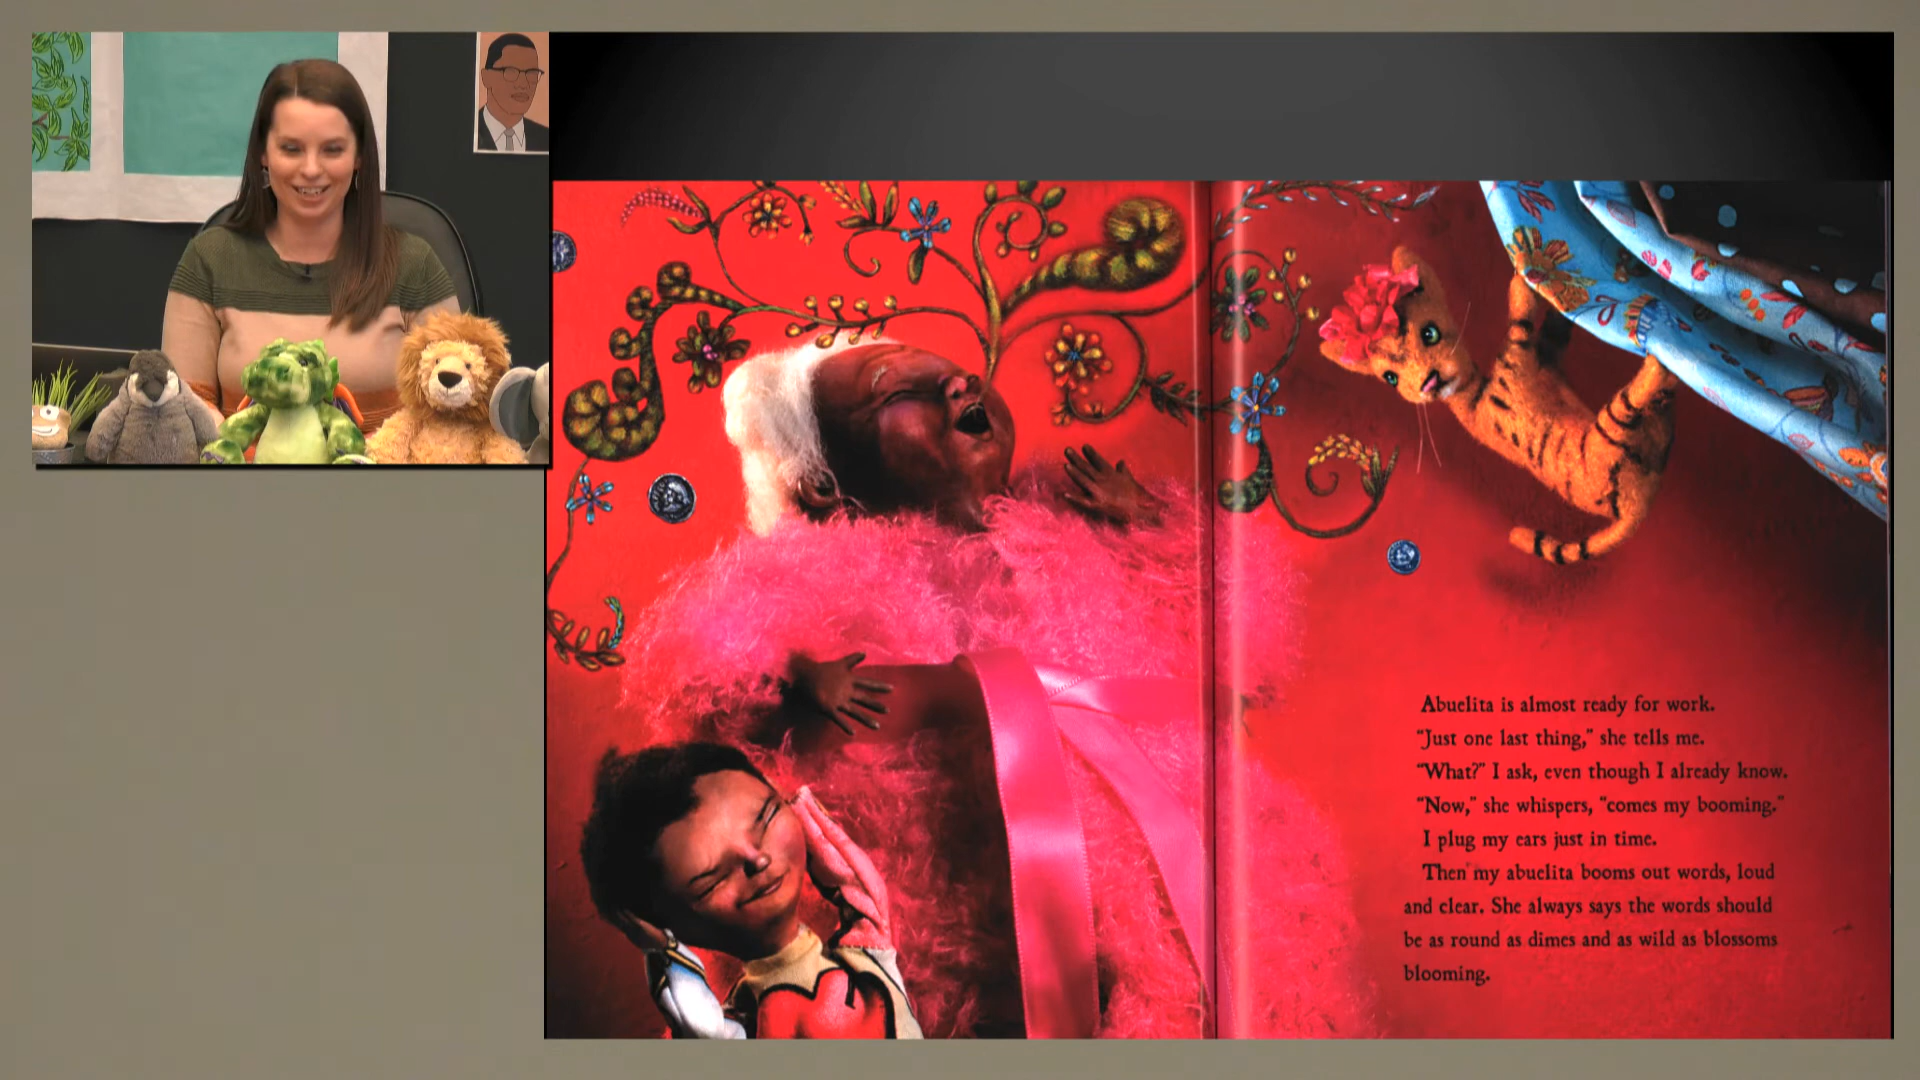 Abuelita is almost ready for work.
“Just one last thing,” she tells me.
“What?” I ask, even though I already know.
“Now,” she whispers, “comes my booming.”
I plug my ears just in time.
Then my abuelita booms out words, loud
and clear. She always says the words should
be as round as dimes and as wild as blossoms
blooming.